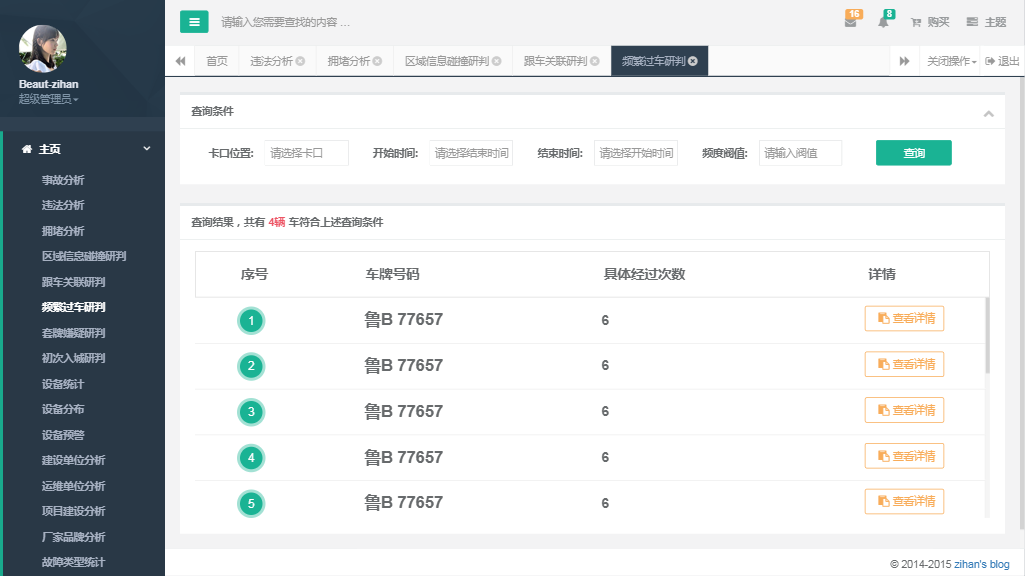 Beaut-zihan
超级管理员
主页
事故分析
违法分析
拥堵分析
区域信息碰撞研判
跟车关联研判
频繁过车研判
套牌嫌疑研判
初次入城研判
设备统计
设备分布
设备预警
建设单位分析
运维单位分析
项目建设分析
厂家品牌分析
故障类型统计
请输入您需要查找的内容 ...
16 8 购买 主题
首页 违法分析 拥堵分析 区域信息碰撞研判 跟车关联研判 频繁过车研判 关闭操作 退出
查询条件
卡口位置: 请选择卡口 开始时间: 请选择结束时间 结束时间: 请选择开始时间 频度阀值: 请输入阀值 查询
查询结果，共有 4辆 车符合上述查询条件
序号 车牌号码 具体经过次数 详情
1 鲁B 77657 6 查看详情
2 鲁B 77657 6 查看详情
3 鲁B 77657 6 查看详情
4 鲁B 77657 6 查看详情
5 鲁B 77657 6 查看详情
© 2014-2015 zihan's blog